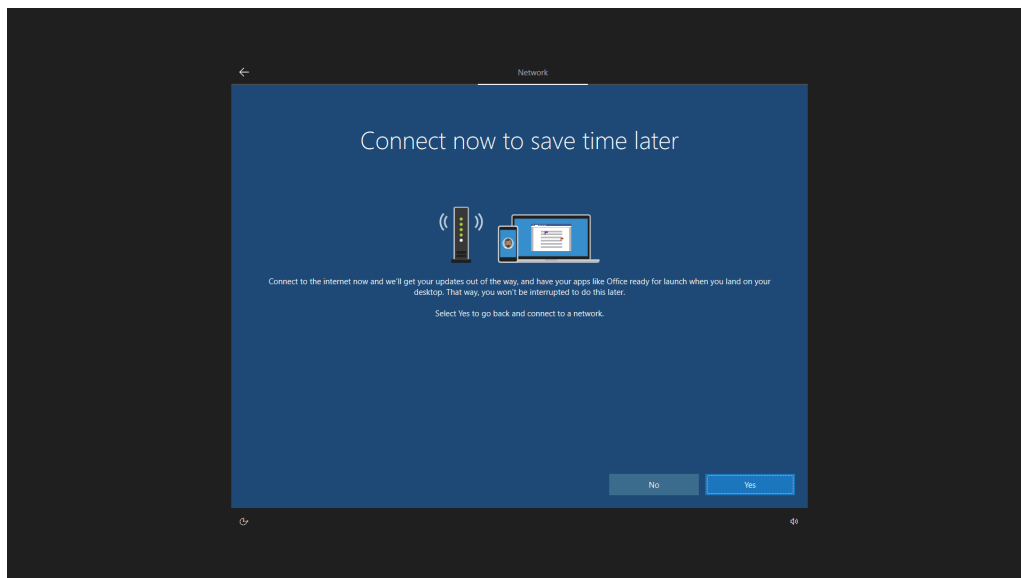 Network
Connect now to save time later
Connect to the internet now and we'll get your updates out of the way, and have your apps like Office ready for launch when you land on your
desktop. That way, you won't be interrupted to do this later.
Select Yes to go back and connect to a network.
No
Yes